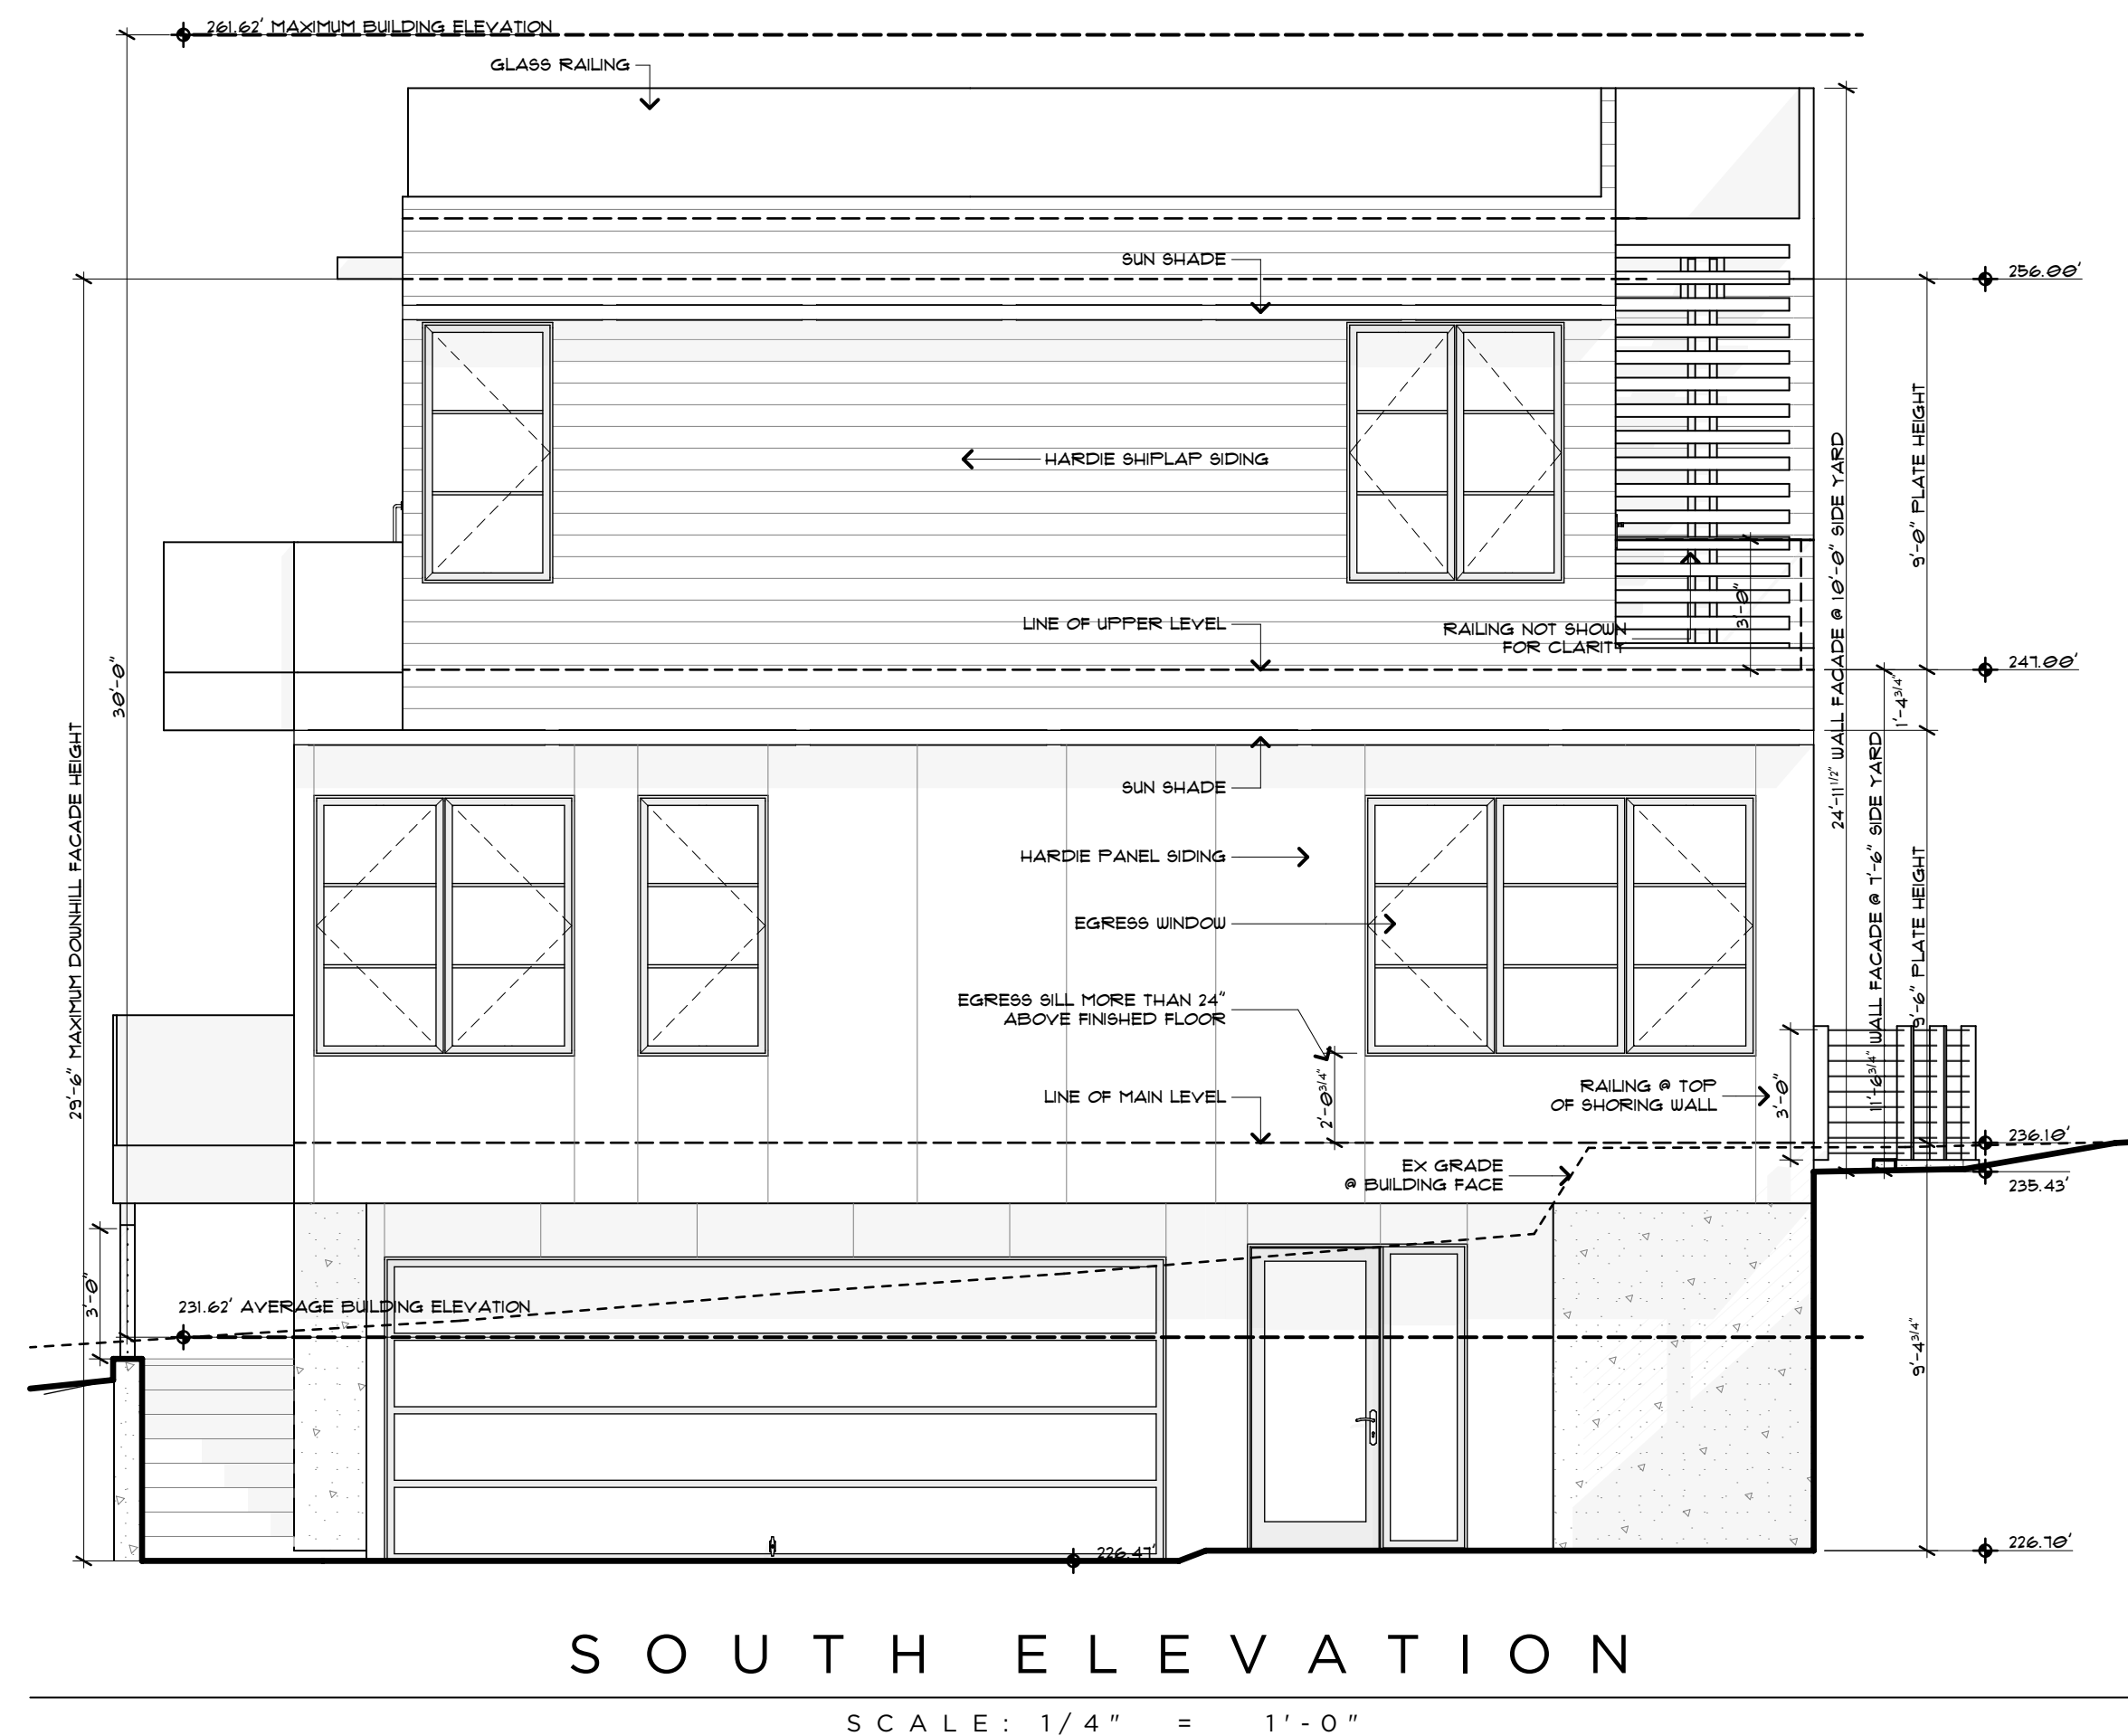 261.62' MAXIMUM BUILDING ELEVATION
GLASS RAILING
SUN SHADE
256.00'
9'-0" PLATE HEIGHT
HARDIE SHIPLAP SIDING
24'-11 1/2" WALL FACADE @ 10'-0" SIDE YARD
3'-0"
LINE OF UPPER LEVEL
RAILING NOT SHOWN
FOR CLARITY
247.00'
30'-0"
1'-4 3/4"
29'-6" MAXIMUM DOWNHILL FACADE HEIGHT
SUN SHADE
11'-6 3/4" WALL FACADE @ 7'-6" SIDE YARD
9'-6" PLATE HEIGHT
HARDIE PANEL SIDING
EGRESS WINDOW
EGRESS SILL MORE THAN 24"
ABOVE FINISHED FLOOR
2'-0 3/4"
RAILING @ TOP
OF SHORING WALL
3'-0"
LINE OF MAIN LEVEL
236.10'
EX GRADE
@ BUILDING FACE
235.43'
3'-0"
231.62' AVERAGE BUILDING ELEVATION
9'-4 3/4"
226.47'
226.70'
SOUTH ELEVATION
SCALE: 1/4" = 1'-0"